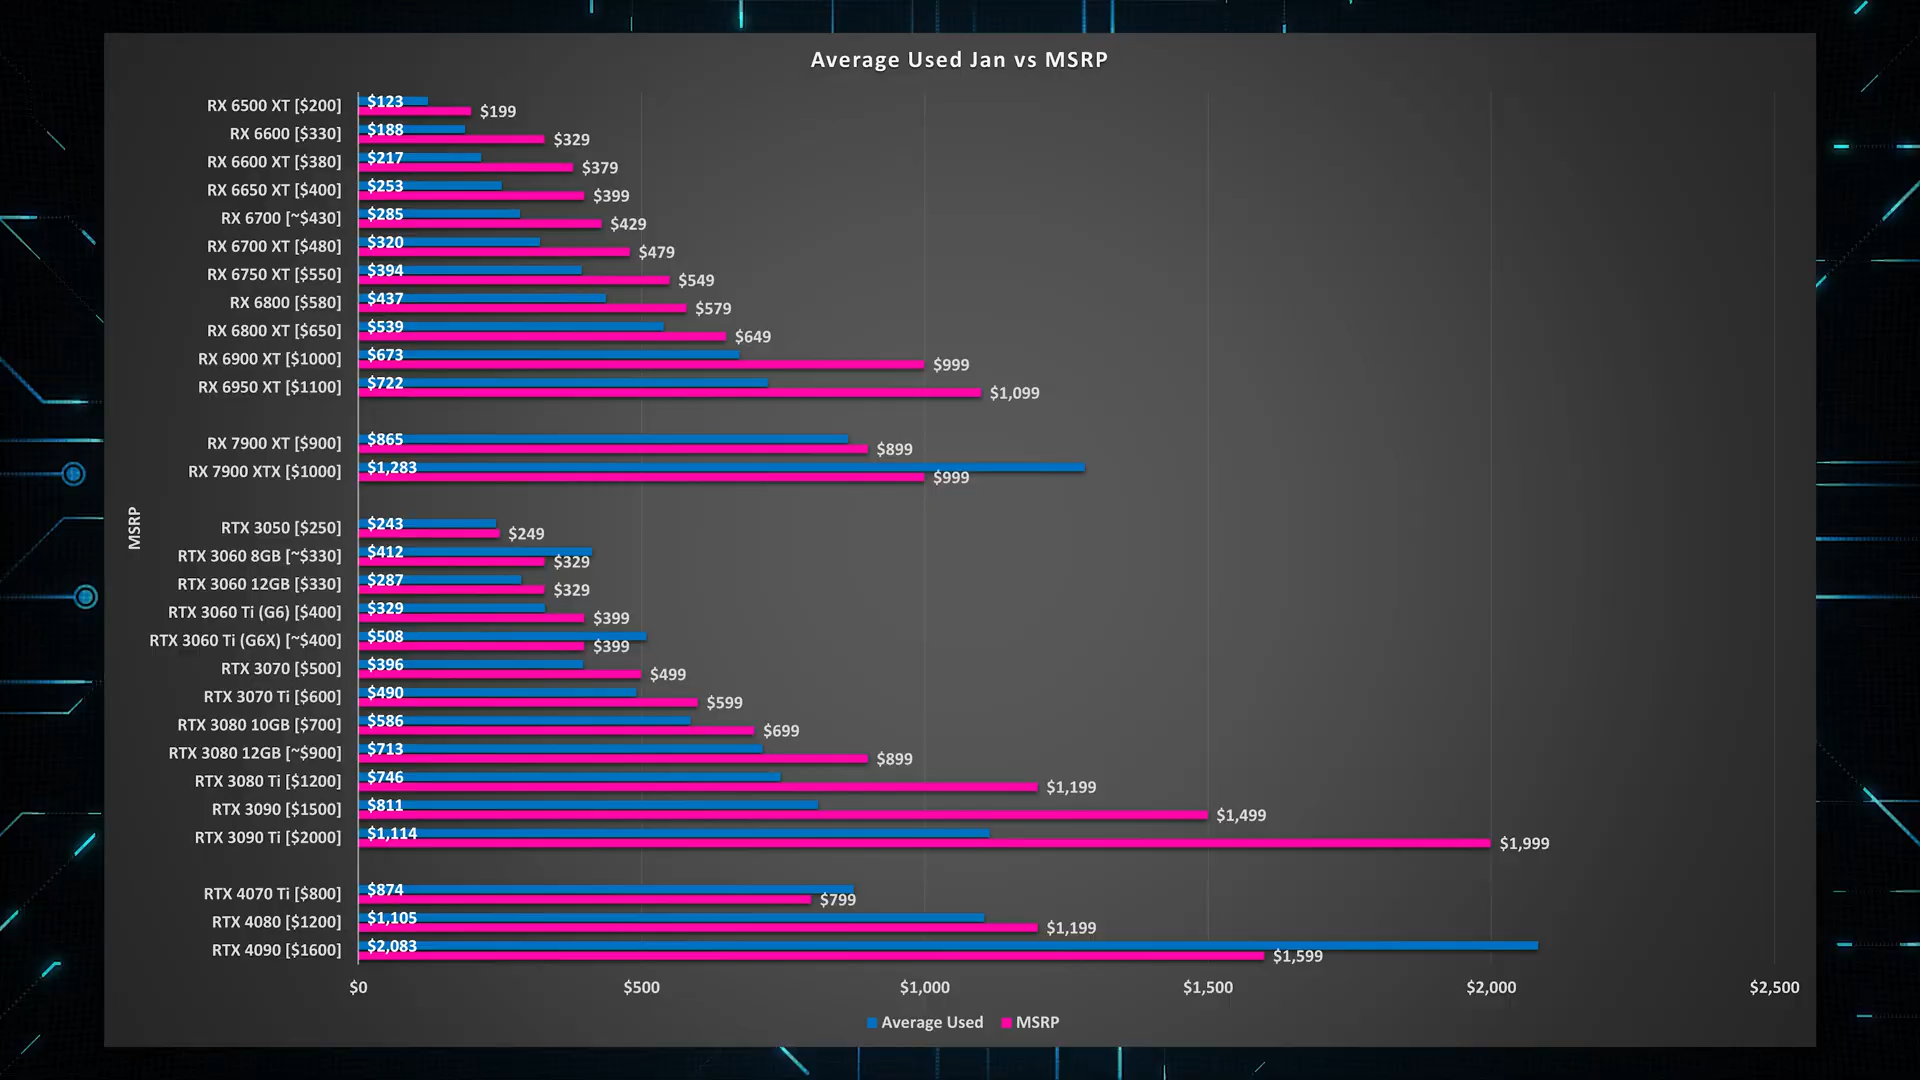 Average Used Jan vs MSRP
RX 6500 XT [$200] $123 $199
RX 6600 [$330] $188 $329
RX 6600 XT [$380] $217 $379
RX 6650 XT [$400] $253 $399
RX 6700 [~$430] $285 $429
RX 6700 XT [$480] $320 $479
RX 6750 XT [$550] $394 $549
RX 6800 [$580] $437 $579
RX 6800 XT [$650] $539 $649
RX 6900 XT [$1000] $673 $999
RX 6950 XT [$1100] $722 $1,099
RX 7900 XT [$900] $865 $899
RX 7900 XTX [$1000] $1,283 $999
MSRP
RTX 3050 [$250] $243 $249
RTX 3060 8GB [~$330] $412 $329
RTX 3060 12GB [$330] $287 $329
RTX 3060 Ti (G6) [$400] $329 $399
RTX 3060 Ti (G6X) [~$400] $508 $399
RTX 3070 [$500] $396 $499
RTX 3070 Ti [$600] $490 $599
RTX 3080 10GB [$700] $586 $699
RTX 3080 12GB [~$900] $713 $899
RTX 3080 Ti [$1200] $746 $1,199
RTX 3090 [$1500] $811 $1,499
RTX 3090 Ti [$2000] $1,114 $1,999
RTX 4070 Ti [$800] $874 $799
RTX 4080 [$1200] $1,105 $1,199
RTX 4090 [$1600] $2,083 $1,599
$0 $500 $1,000 $1,500 $2,000 $2,500
Average Used MSRP